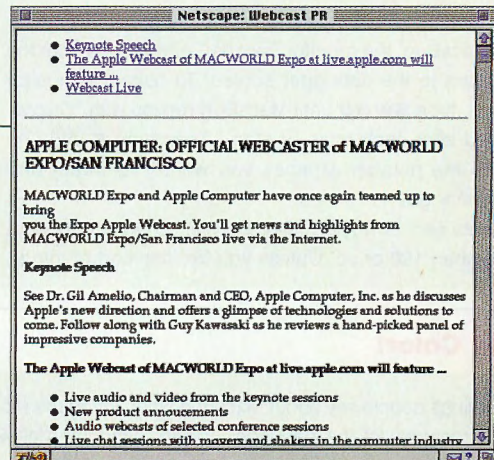 Netscape: Webcast PR
Keynote Speech
The Apple Webcast of MACWORLD Expo at live.apple.com will
feature ...
Webcast Live
APPLE COMPUTER: OFFICIAL WEBCASTER of MACWORLD
EXPO/SAN FRANCISCO
MACWORLD Expo and Apple Computer have once again teamed up to
bring
you the Expo Apple Webcast. You'll get news and highlights from
MACWORLD Expo/San Francisco live via the Internet.
Keynote Speech
See Dr. Gil Amelio, Chairman and CEO, Apple Computer, Inc. as he discusses
Apple's new direction and offers a glimpse of technologies and solutions to
come. Follow along with Guy Kawasaki as he reviews a hand-picked panel of
impressive companies.
The Apple Webcast of MACWORLD Expo at live.apple.com will feature ...
Live audio and video from the keynote sessions
New product annoucements
Audio webcasts of selected conference sessions
Live chat sessions with movers and shakers in the computer industry